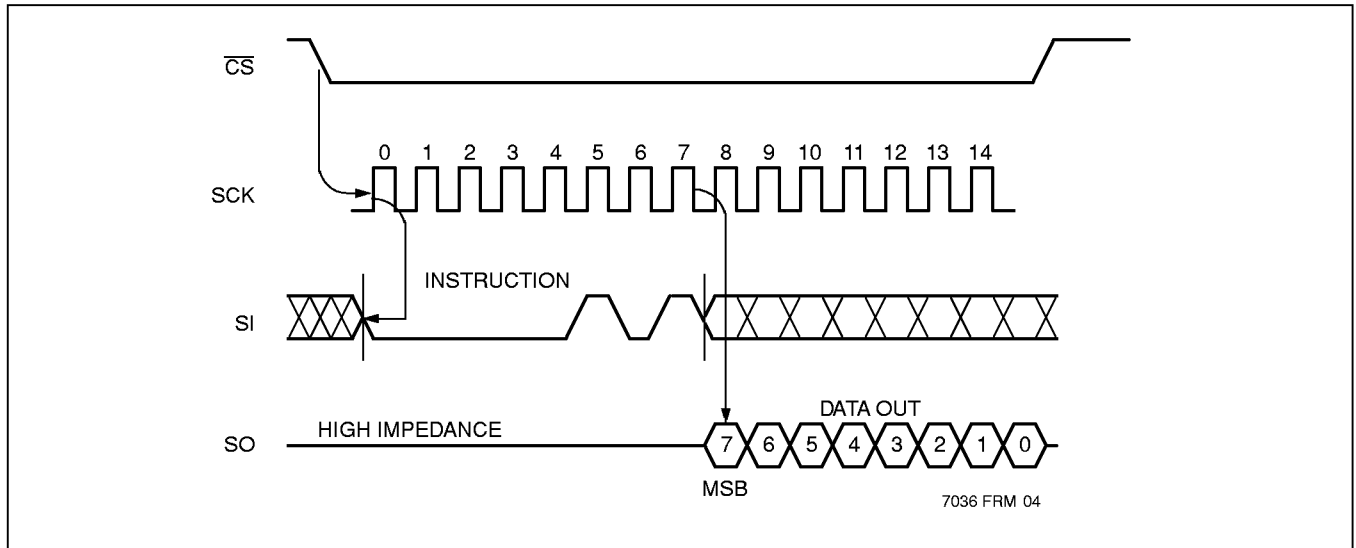 CS
0 1 2 3 4 5 6 7 8 9 10 11 12 13 14
SCK
INSTRUCTION
SI
DATA OUT
HIGH IMPEDANCE
SO
7 6 5 4 3 2 1 0
MSB
7036 FRM 04